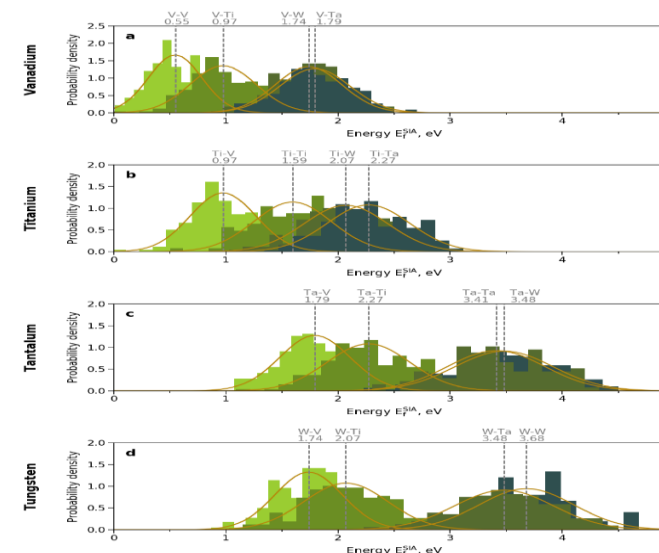 V-V V-Ti V-W V-Ta
0.55 0.97 1.74 1.79
Vanadium
Probability density
2.5
2.0
1.5
1.0
0.5
0.0
a
0 1 2 3 4
Energy E_f^SIA, eV
Ti-V Ti-Ti Ti-W Ti-Ta
0.97 1.59 2.07 2.27
Titanium
Probability density
2.0
1.5
1.0
0.5
0.0
b
0 1 2 3 4
Energy E_f^SIA, eV
Ta-V Ta-Ti Ta-Ta Ta-W
1.79 2.27 3.41 3.48
Tantalum
Probability density
2.0
1.5
1.0
0.5
0.0
c
0 1 2 3 4
Energy E_f^SIA, eV
W-V W-Ti W-Ta W-W
1.74 2.07 3.48 3.68
Tungsten
Probability density
2.0
1.5
1.0
0.5
0.0
d
0 1 2 3 4
Energy E_f^SIA, eV